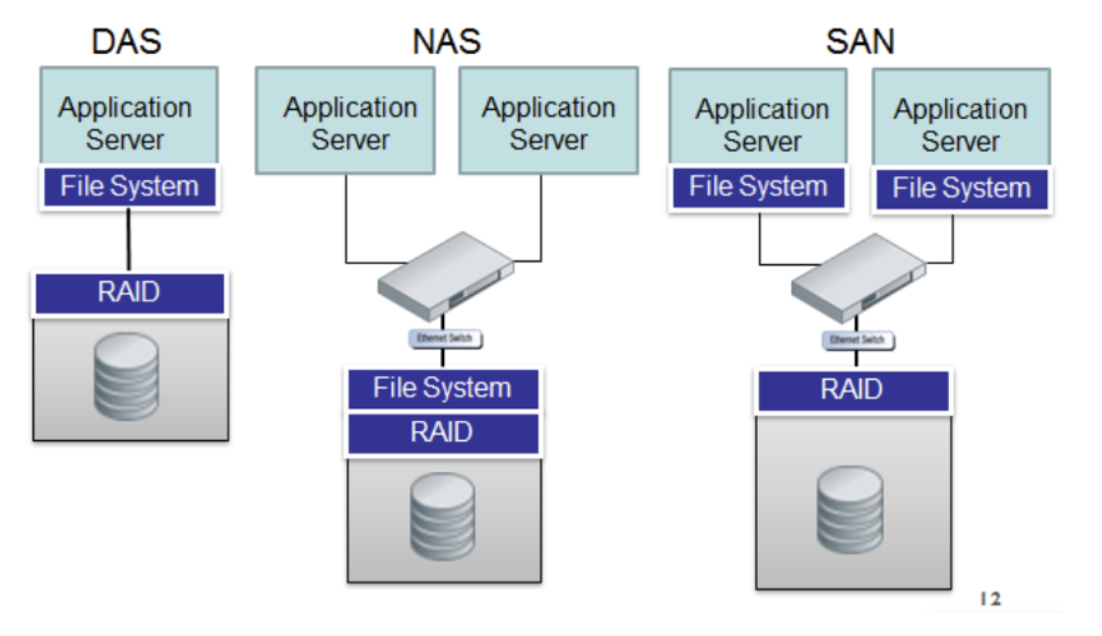 DAS
Application
Server
File System
RAID
NAS
Application
Server
Application
Server
Ethernet Switch
File System
RAID
SAN
Application
Server
File System
Application
Server
File System
Ethernet Switch
RAID
12